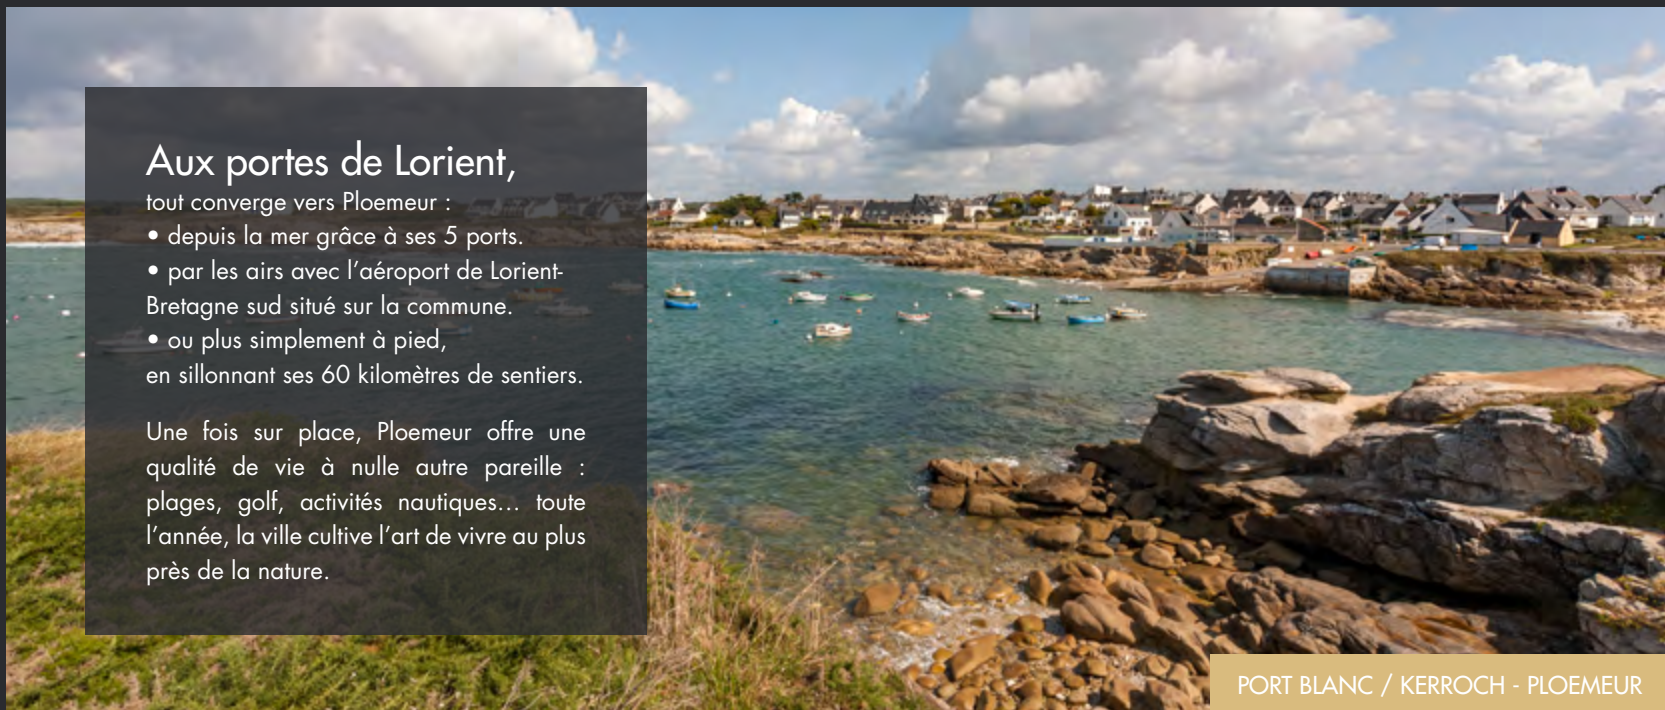 Aux portes de Lorient,
tout converge vers Ploemeur :
• depuis la mer grâce à ses 5 ports.
• par les airs avec l'aéroport de Lorient-
Bretagne sud situé sur la commune.
• ou plus simplement à pied,
en sillonnant ses 60 kilomètres de sentiers.
Une fois sur place, Ploemeur offre une
qualité de vie à nulle autre pareille :
plages, golf, activités nautiques... toute
l'année, la ville cultive l'art de vivre au plus
près de la nature.
PORT BLANC / KERROCH - PLOEMEUR